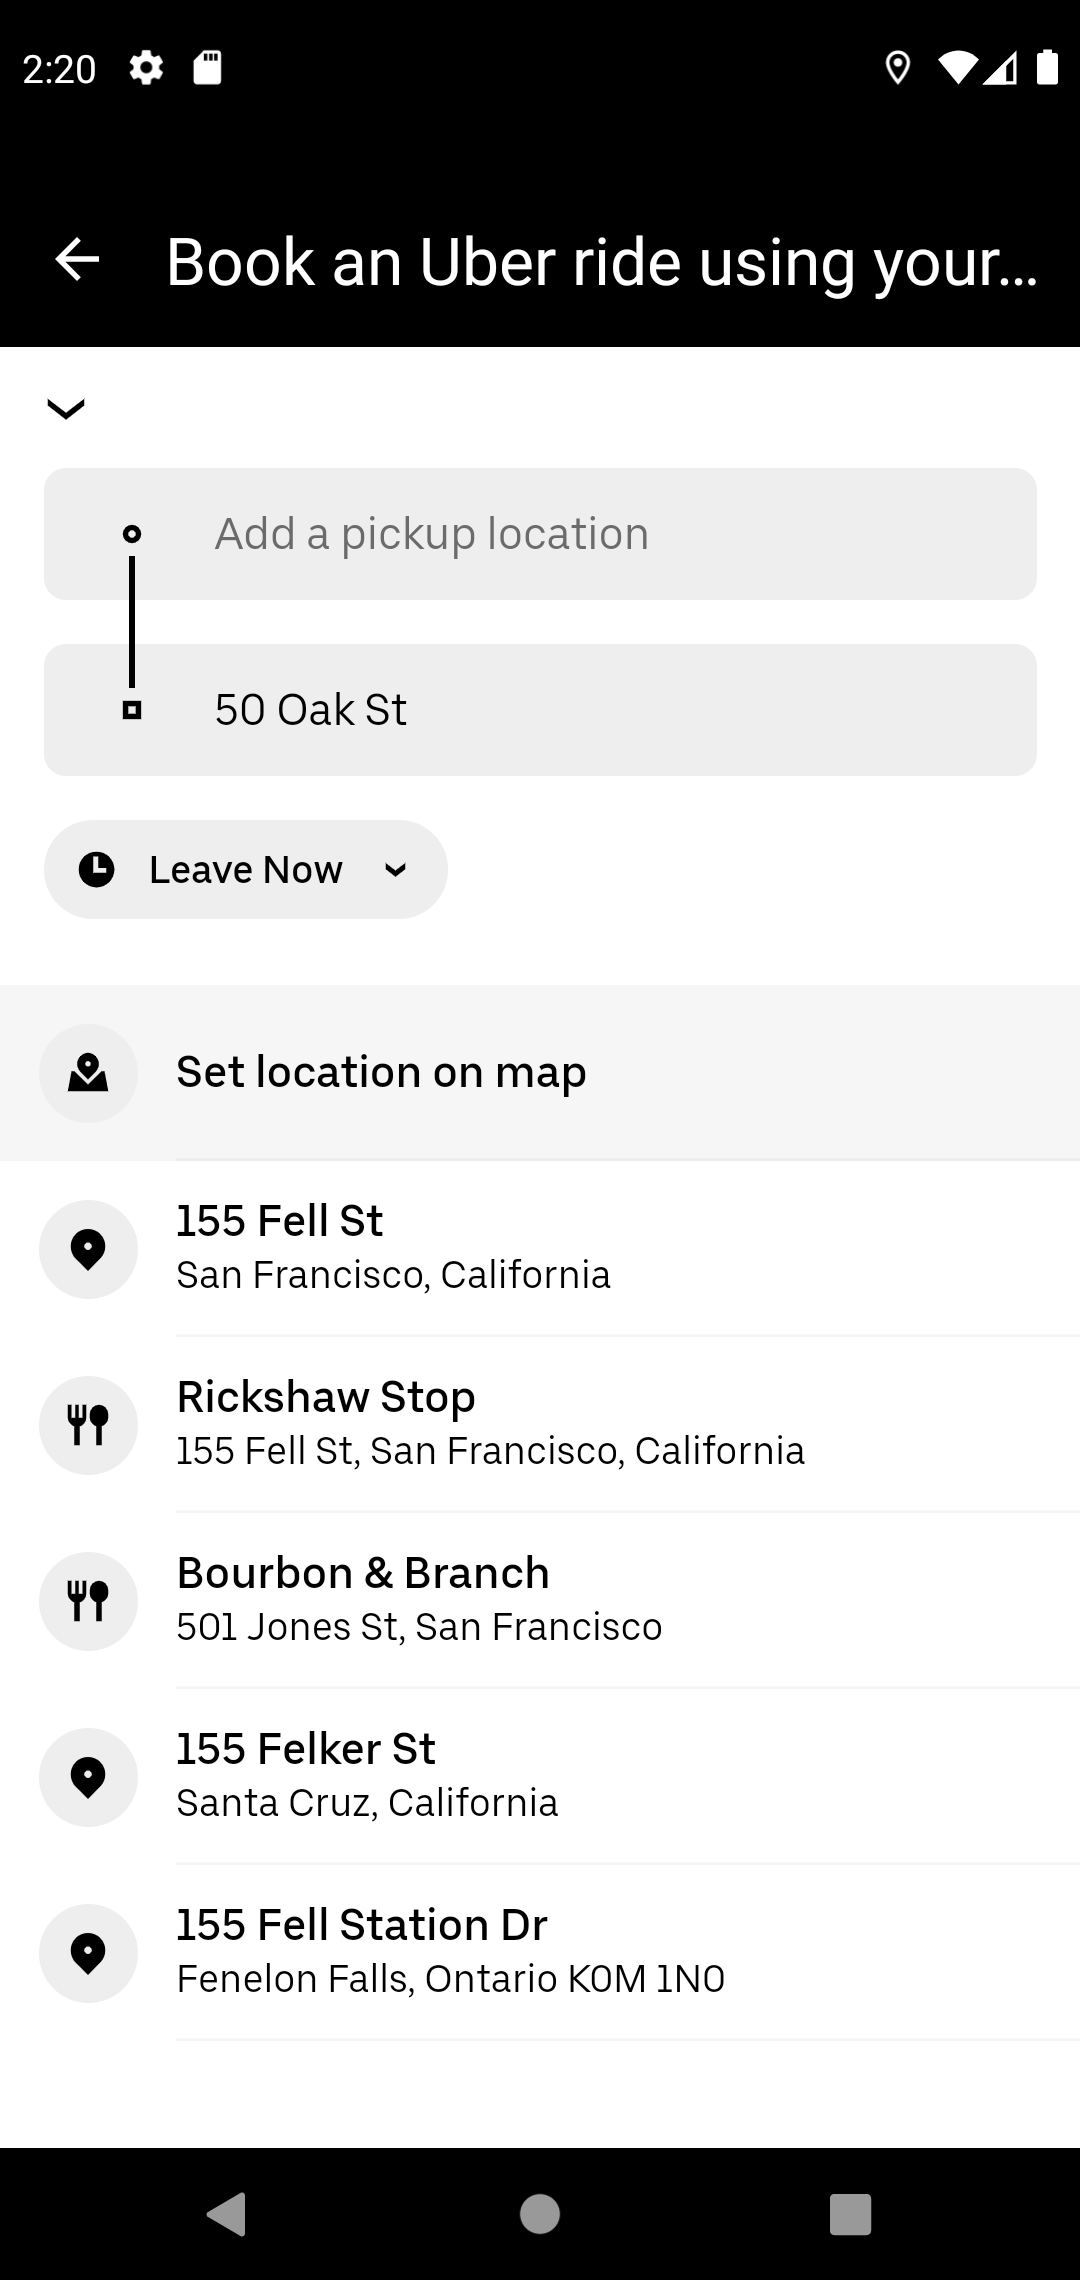 2:20
Book an Uber ride using your...
Add a pickup location
50 Oak St
Leave Now
Set location on map
155 Fell St
San Francisco, California
Rickshaw Stop
155 Fell St, San Francisco, California
Bourbon & Branch
501 Jones St, San Francisco
155 Felker St
Santa Cruz, California
155 Fell Station Dr
Fenelon Falls, Ontario K0M 1N0